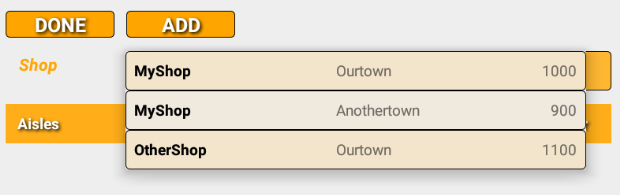 DONE ADD
Shop
MyShop Ourtown 1000
MyShop Anothertown 900
Aisles
OtherShop Ourtown 1100